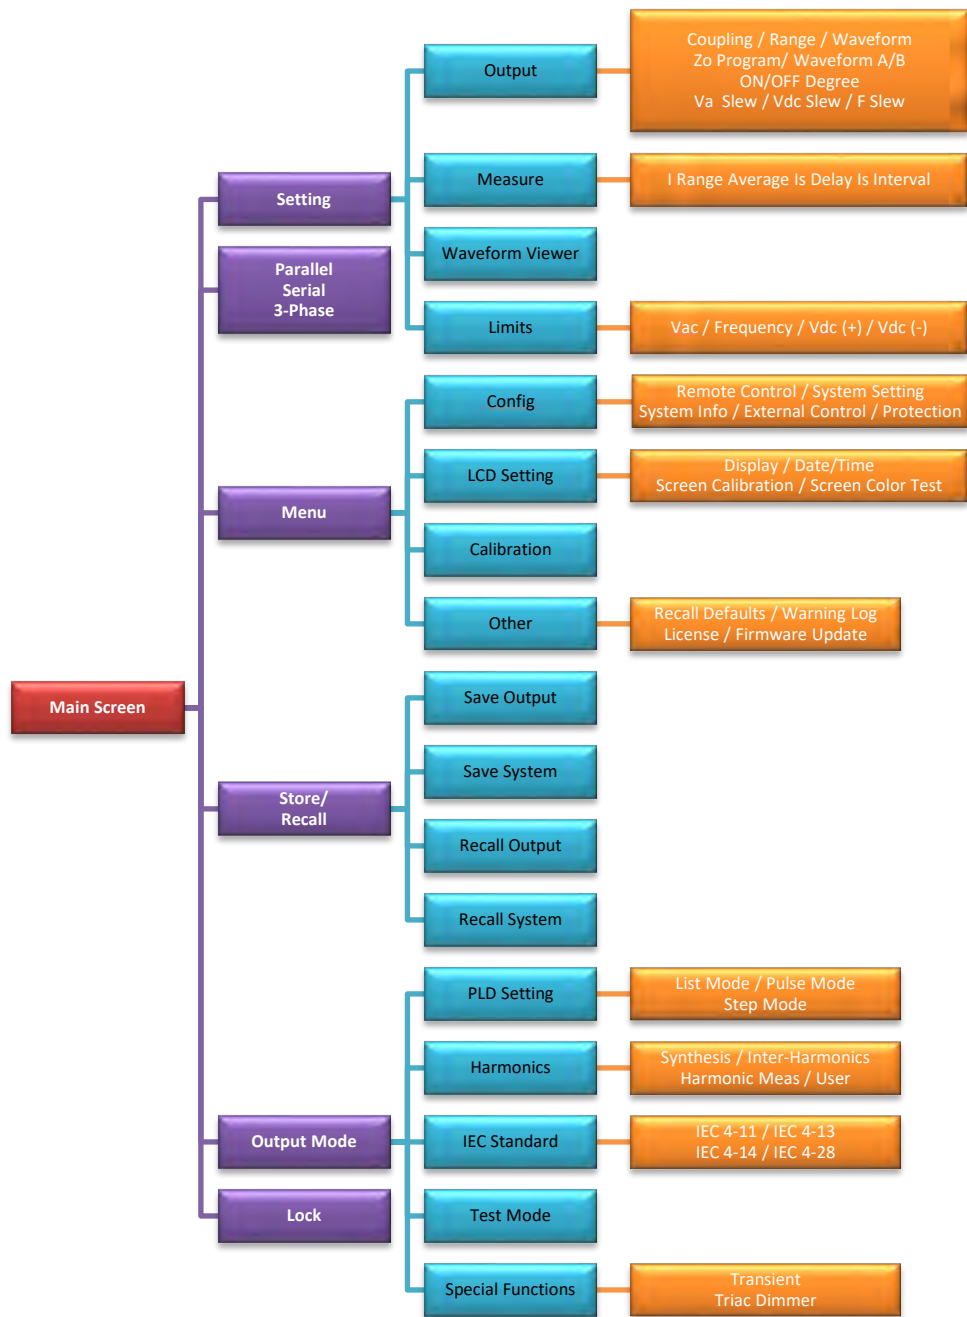 Main Screen
Setting
Output
Coupling / Range / Waveform
Zo Program/ Waveform A/B
ON/OFF Degree
Va  Slew / Vdc Slew / F Slew
Measure
I Range Average Is Delay Is Interval
Waveform Viewer
Limits
Vac / Frequency / Vdc (+) / Vdc (-)
Parallel
Serial
3-Phase
Menu
Config
Remote Control / System Setting
System Info / External Control / Protection
LCD Setting
Display / Date/Time
Screen Calibration / Screen Color Test
Calibration
Other
Recall Defaults / Warning Log
License / Firmware Update
Store/
Recall
Save Output
Save System
Recall Output
Recall System
Output Mode
PLD Setting
List Mode / Pulse Mode
Step Mode
Harmonics
Synthesis / Inter-Harmonics
Harmonic Meas / User
IEC Standard
IEC 4-11 / IEC 4-13
IEC 4-14 / IEC 4-28
Test Mode
Special Functions
Transient
Triac Dimmer
Lock